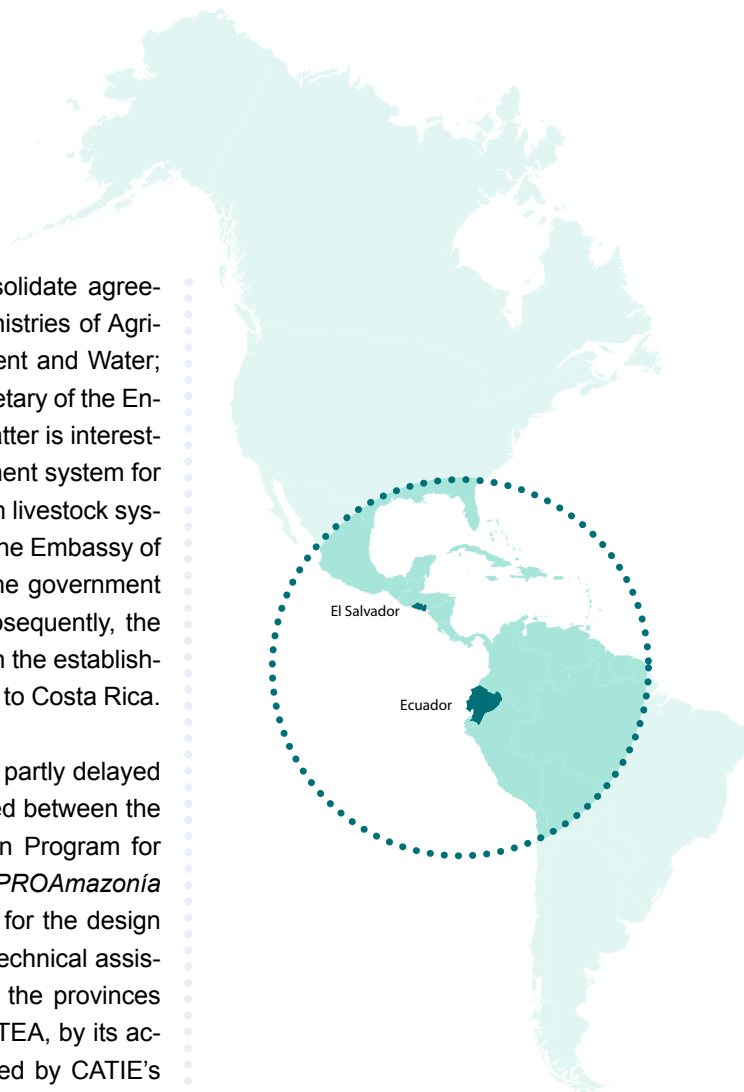 solidate agree-
nistries of Agri-
ent and Water;
etary of the En-
atter is interest-
nent system for
n livestock sys-
he Embassy of
he government
bsequently, the
n the establish-
to Costa Rica.
partly delayed
ed between the
n Program for
PROAmazonía
for the design
echnical assis-
the provinces
TEA, by its ac-
ed by CATIE's
El Salvador
Ecuador